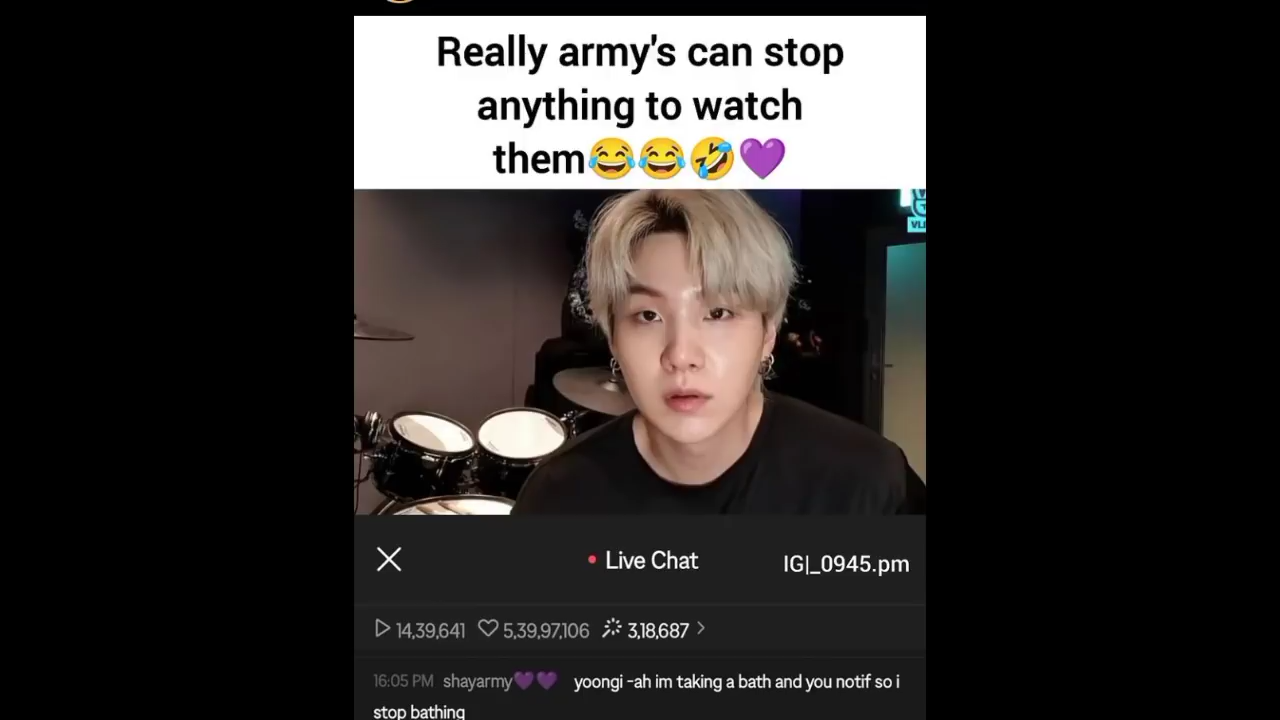 Really army's can stop
anything to watch
them😂😂🤣💜
Live Chat
IG|_0945.pm
14,39,641 5,39,97,106 3,18,687
16:05 PM shayarmy💜💜 yoongi -ah im taking a bath and you notif so i
stop bathing